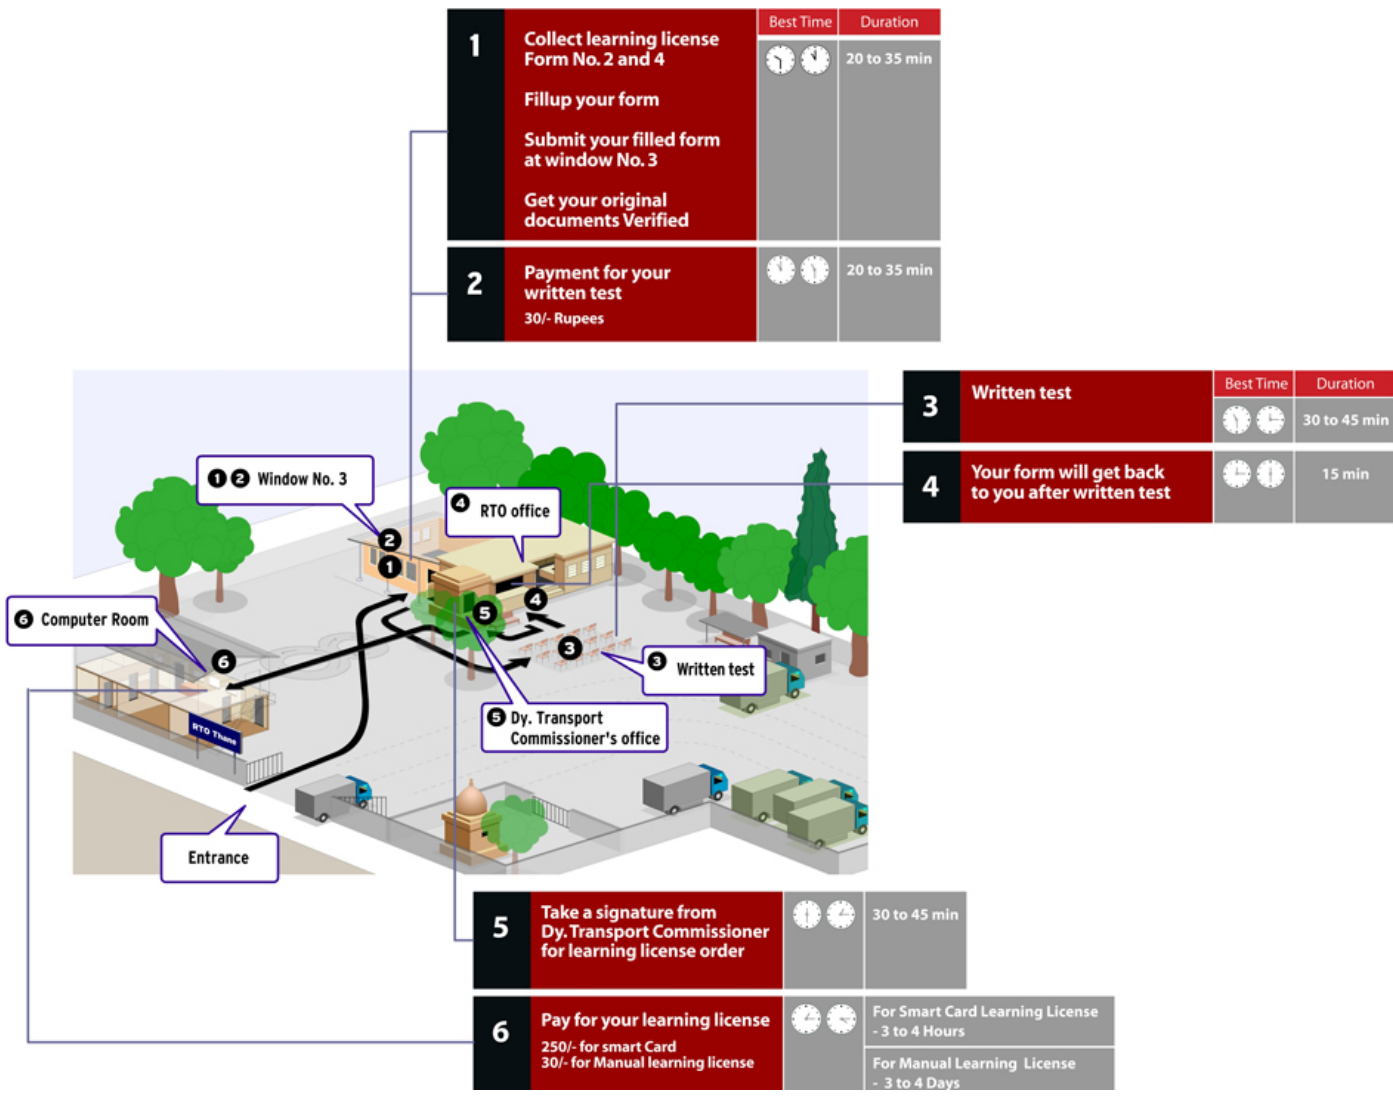 Best Time
Duration
1
Collect learning license
Form No. 2 and 4
20 to 35 min
Fillup your form
Submit your filled form
at window No. 3
Get your original
documents Verified
2
Payment for your
written test
30/- Rupees
20 to 35 min
Best Time
Duration
3
Written test
30 to 45 min
4
Your form will get back
to you after written test
15 min
1 2 Window No. 3
4 RTO office
2
1
5
4
6 Computer Room
6
3
3 Written test
5 Dy. Transport
Commissioner's office
RTO Thane
Entrance
5
Take a signature from
Dy. Transport Commissioner
for learning license order
30 to 45 min
6
Pay for your learning license
250/- for smart Card
30/- for Manual learning license
For Smart Card Learning License
- 3 to 4 Hours
For Manual Learning License
- 3 to 4 Days